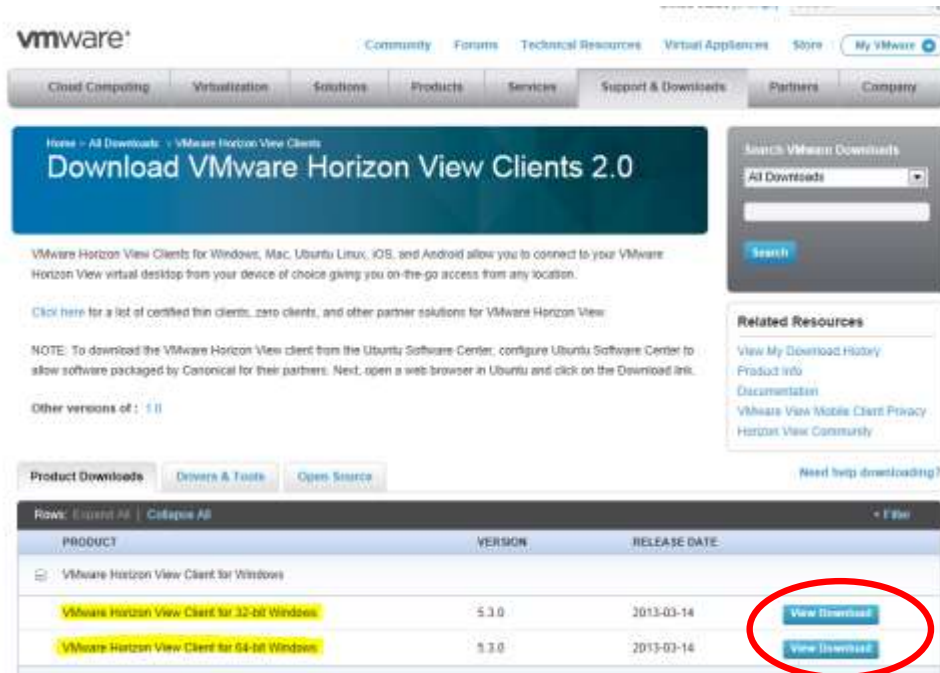 vmware
Community Forums Technical Resources Virtual Appliances Store My VMware
Cloud Computing Virtualization Solutions Products Services Support & Downloads Partners Company
Home > All Downloads > VMware Horizon View Clients
Download VMware Horizon View Clients 2.0
Search VMware Downloads
All Downloads
Search
VMware Horizon View Clients for Windows, Mac, Ubuntu Linux, iOS, and Android allow you to connect to your VMware
Horizon View virtual desktop from your device of choice giving you on-the-go access from any location.
Click here for a list of certified thin clients, zero clients, and other partner solutions for VMware Horizon View
NOTE: To download the VMware Horizon View client from the Ubuntu Software Center, configure Ubuntu Software Center to
allow software packaged by Canonical for their partners. Next, open a web browser in Ubuntu and click on the Download link.
Other versions of : 1.0
Related Resources
View My Download History
Product Info
Documentation
VMware View Mobile Client Privacy
Horizon View Community
Product Downloads Drivers & Tools Open Source
Need help downloading?
Rows: Expand All | Collapse All
+ Filter
PRODUCT VERSION RELEASE DATE
VMware Horizon View Client for Windows
VMware Horizon View Client for 32-bit Windows 5.3.0 2013-03-14 View Download
VMware Horizon View Client for 64-bit Windows 5.3.0 2013-03-14 View Download